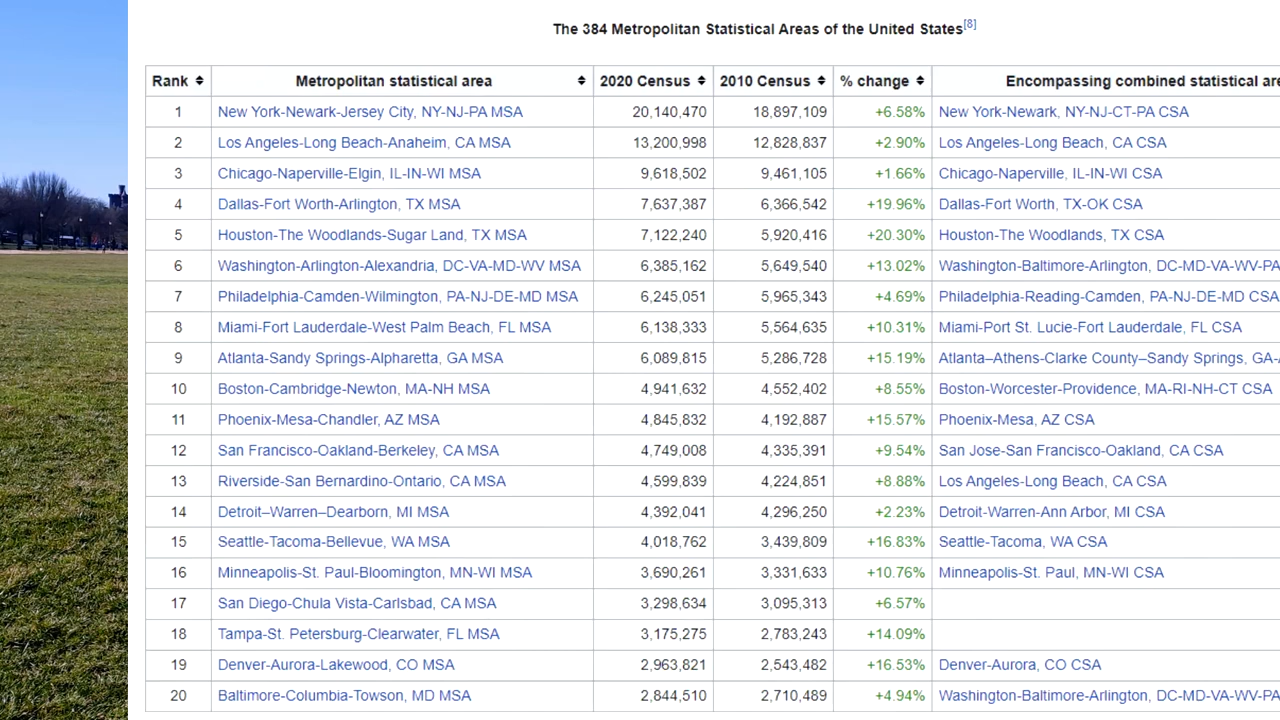 The 384 Metropolitan Statistical Areas of the United States[8]
Rank Metropolitan statistical area 2020 Census 2010 Census % change Encompassing combined statistical are
1 New York-Newark-Jersey City, NY-NJ-PA MSA 20,140,470 18,897,109 +6.58% New York-Newark, NY-NJ-CT-PA CSA
2 Los Angeles-Long Beach-Anaheim, CA MSA 13,200,998 12,828,837 +2.90% Los Angeles-Long Beach, CA CSA
3 Chicago-Naperville-Elgin, IL-IN-WI MSA 9,618,502 9,461,105 +1.66% Chicago-Naperville, IL-IN-WI CSA
4 Dallas-Fort Worth-Arlington, TX MSA 7,637,387 6,366,542 +19.96% Dallas-Fort Worth, TX-OK CSA
5 Houston-The Woodlands-Sugar Land, TX MSA 7,122,240 5,920,416 +20.30% Houston-The Woodlands, TX CSA
6 Washington-Arlington-Alexandria, DC-VA-MD-WV MSA 6,385,162 5,649,540 +13.02% Washington-Baltimore-Arlington, DC-MD-VA-WV-PA
7 Philadelphia-Camden-Wilmington, PA-NJ-DE-MD MSA 6,245,051 5,965,343 +4.69% Philadelphia-Reading-Camden, PA-NJ-DE-MD CSA
8 Miami-Fort Lauderdale-West Palm Beach, FL MSA 6,138,333 5,564,635 +10.31% Miami-Port St. Lucie-Fort Lauderdale, FL CSA
9 Atlanta-Sandy Springs-Alpharetta, GA MSA 6,089,815 5,286,728 +15.19% Atlanta–Athens-Clarke County–Sandy Springs, GA-
10 Boston-Cambridge-Newton, MA-NH MSA 4,941,632 4,552,402 +8.55% Boston-Worcester-Providence, MA-RI-NH-CT CSA
11 Phoenix-Mesa-Chandler, AZ MSA 4,845,832 4,192,887 +15.57% Phoenix-Mesa, AZ CSA
12 San Francisco-Oakland-Berkeley, CA MSA 4,749,008 4,335,391 +9.54% San Jose-San Francisco-Oakland, CA CSA
13 Riverside-San Bernardino-Ontario, CA MSA 4,599,839 4,224,851 +8.88% Los Angeles-Long Beach, CA CSA
14 Detroit–Warren–Dearborn, MI MSA 4,392,041 4,296,250 +2.23% Detroit-Warren-Ann Arbor, MI CSA
15 Seattle-Tacoma-Bellevue, WA MSA 4,018,762 3,439,809 +16.83% Seattle-Tacoma, WA CSA
16 Minneapolis-St. Paul-Bloomington, MN-WI MSA 3,690,261 3,331,633 +10.76% Minneapolis-St. Paul, MN-WI CSA
17 San Diego-Chula Vista-Carlsbad, CA MSA 3,298,634 3,095,313 +6.57%
18 Tampa-St. Petersburg-Clearwater, FL MSA 3,175,275 2,783,243 +14.09%
19 Denver-Aurora-Lakewood, CO MSA 2,963,821 2,543,482 +16.53% Denver-Aurora, CO CSA
20 Baltimore-Columbia-Towson, MD MSA 2,844,510 2,710,489 +4.94% Washington-Baltimore-Arlington, DC-MD-VA-WV-PA